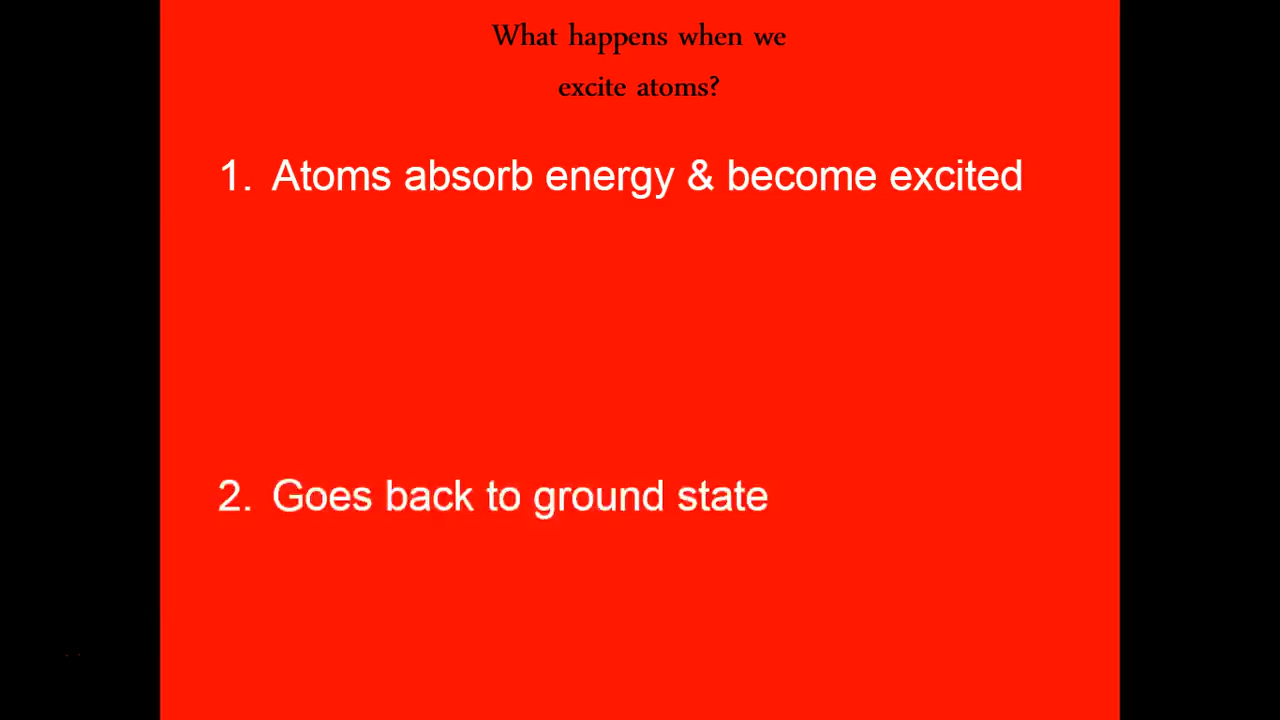 What happens when we
excite atoms?
1. Atoms absorb energy & become excited
2. Goes back to ground state